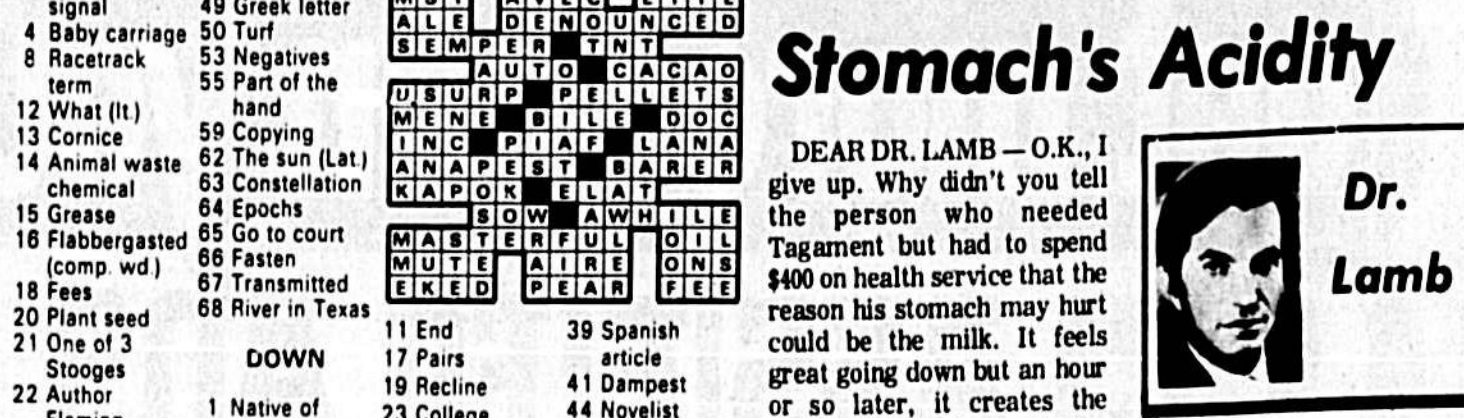 signal
4 Baby carriage
8 Racetrack
term
12 What (It.)
13 Cornice
14 Animal waste
chemical
15 Grease
16 Flabbergasted
(comp. wd.)
18 Fees
20 Plant seed
21 One of 3
Stooges
22 Author
49 Greek letter
50 Turf
53 Negatives
55 Part of the
hand
59 Copying
62 The sun (Lat.)
63 Constellation
64 Epochs
65 Go to court
66 Fasten
67 Transmitted
68 River in Texas
DOWN
1 Native of
ALE DENOUNCED
SEMPER TNT
AUTO CACAO
USURP PELLETS
MENE BILE DOC
INC PIAF LANA
ANAPEST BARER
KAPOK ELAT
SOW AWHILE
MASTERFUL OIL
MUTE AIRE ONS
EKED PEAR FEE
11 End
17 Pairs
19 Recline
23 College
39 Spanish
article
41 Dampest
44 Novelist
Stomach's Acidity
DEAR DR. LAMB — O.K., I
give up. Why didn't you tell
the person who needed
Tagament but had to spend
$400 on health service that the
reason his stomach may hurt
could be the milk. It feels
great going down but an hour
or so later, it creates the
Dr.
Lamb